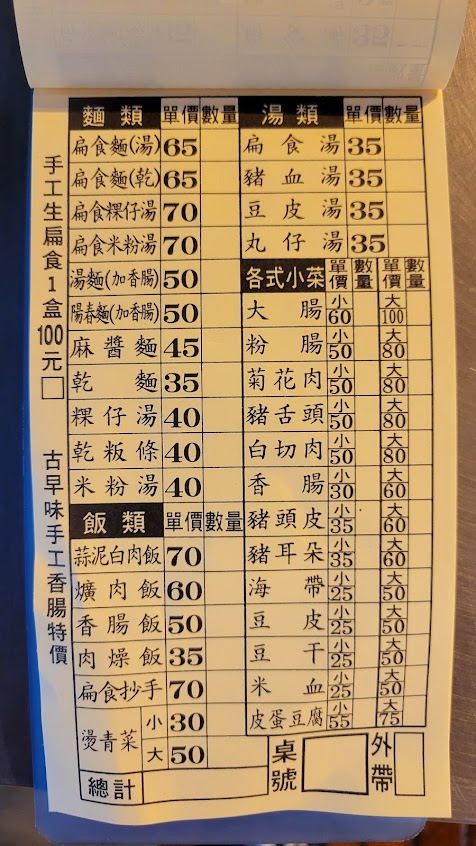 手工生扁食1盒100元□
古早味手工香腸特價
麵類 單價 數量
扁食麵(湯) 65
扁食麵(乾) 65
扁食粿仔湯 70
扁食米粉湯 70
湯麵(加香腸) 50
陽春麵(加香腸) 50
麻醬麵 45
乾麵 35
粿仔湯 40
乾粄條 40
米粉湯 40
飯類 單價 數量
蒜泥白肉飯 70
爌肉飯 60
香腸飯 50
肉燥飯 35
扁食抄手 70
燙青菜 小 30
大 50
總計
湯類 單價 數量
扁食湯 35
豬血湯 35
豆皮湯 35
丸仔湯 35
各式小菜 單價 數量 單價 數量
大腸 小60 大100
粉腸 小50 大80
菊花肉 小50 大80
豬舌頭 小50 大80
白切肉 小50 大80
香腸 小30 大60
豬頭皮 小35 大60
豬耳朵 小35 大60
海帶 小25 大50
豆皮 小25 大50
豆干 小25 大50
米血 小25 大50
皮蛋豆腐 小55 大75
桌號 外帶